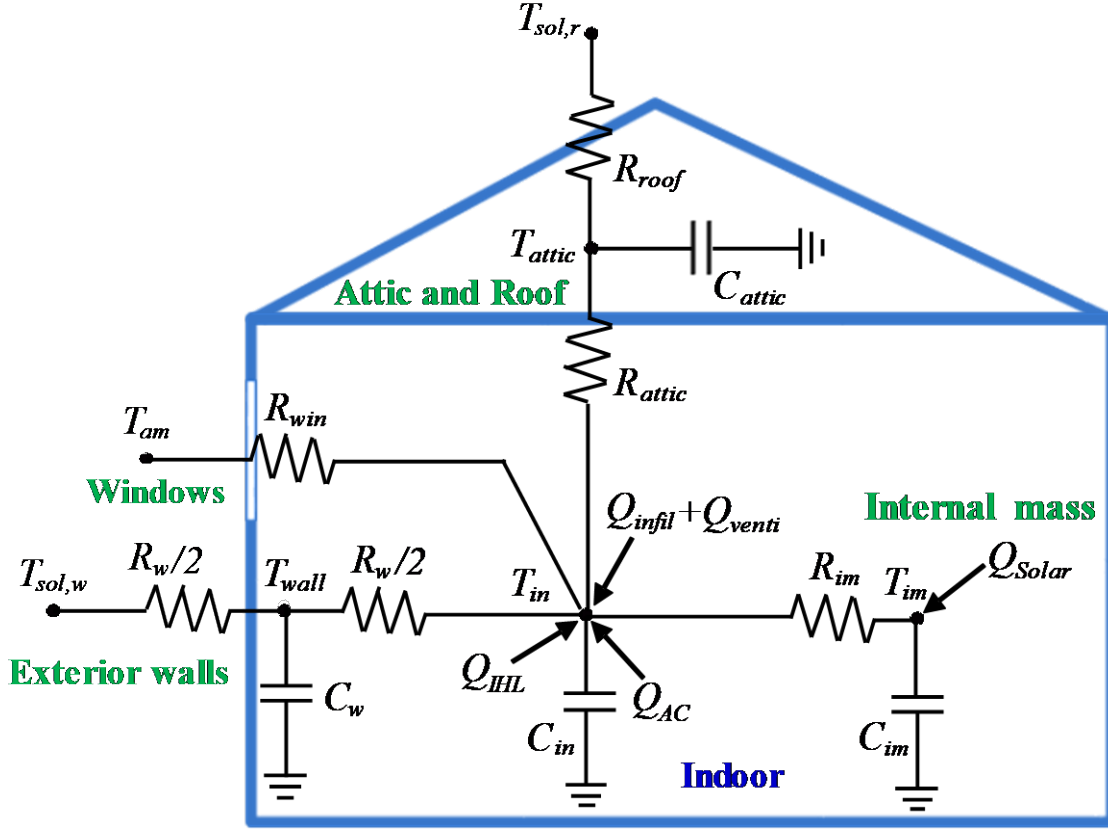 T_sol,r
R_roof
T_attic
C_attic
Attic and Roof
R_attic
R_win
T_am
Windows
Q_infil+Q_venti
Internal mass
R_w/2
R_w/2
T_sol,w
T_wall
T_in
R_im
T_im
Q_Solar
Exterior walls
Q_IHL
Q_AC
C_w
C_in
C_im
Indoor